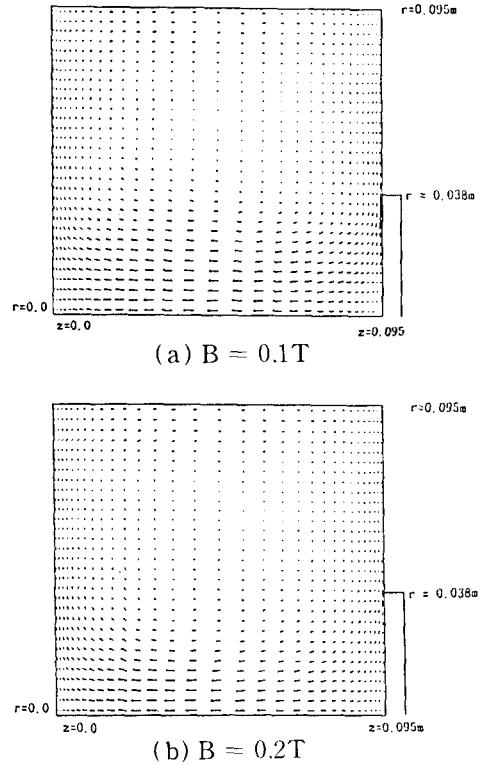 r=0.095m
r = 0.038m
r=0.0
z=0.0
z=0.095
(a) B = 0.1T
r=0.095m
r = 0.038m
r=0.0
z=0.0
z=0.095m
(b) B = 0.2T